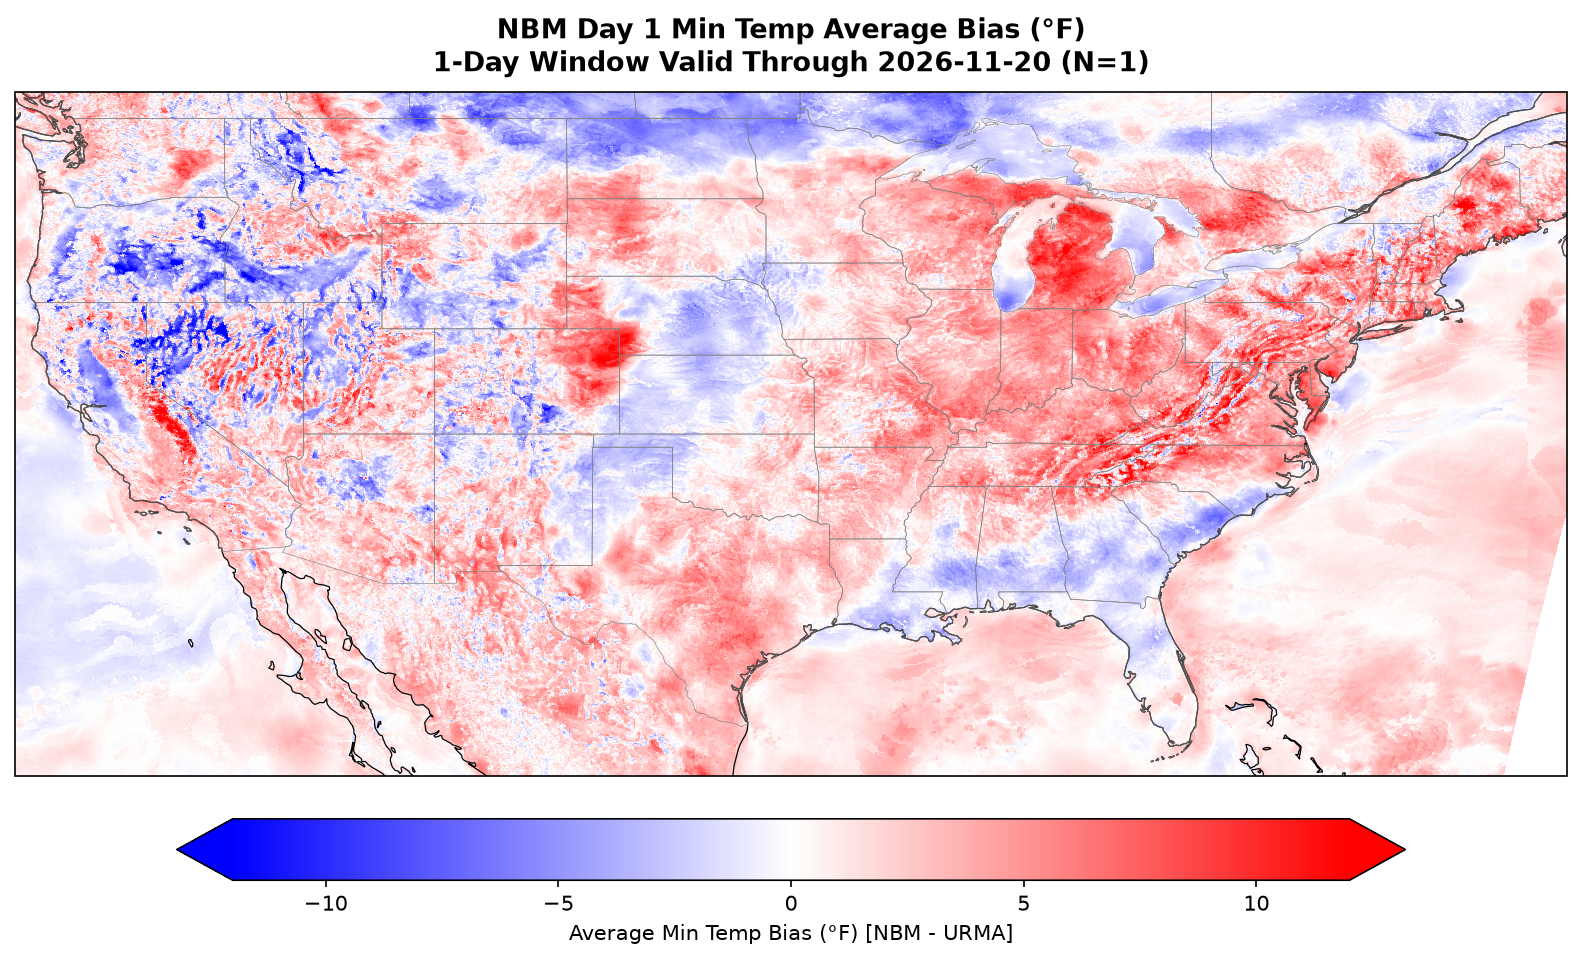 NBM Day 1 Min Temp Average Bias (°F)
1-Day Window Valid Through 2026-11-20 (N=1)
−10 −5 0 5 10
Average Min Temp Bias (°F) [NBM - URMA]